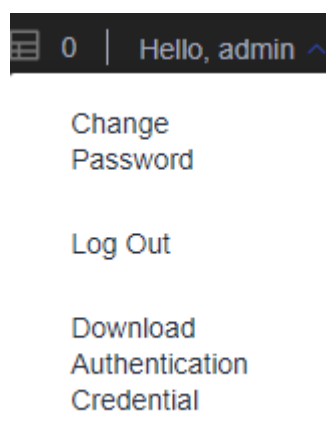 0 | Hello, admin
Change
Password
Log Out
Download
Authentication
Credential